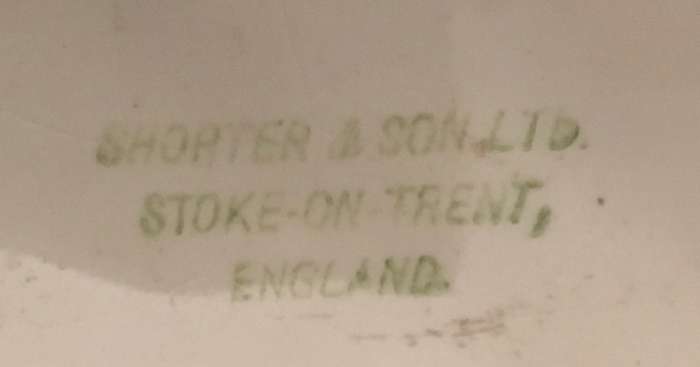 SHORTER & SON LTD.
STOKE-ON-TRENT,
ENGLAND.